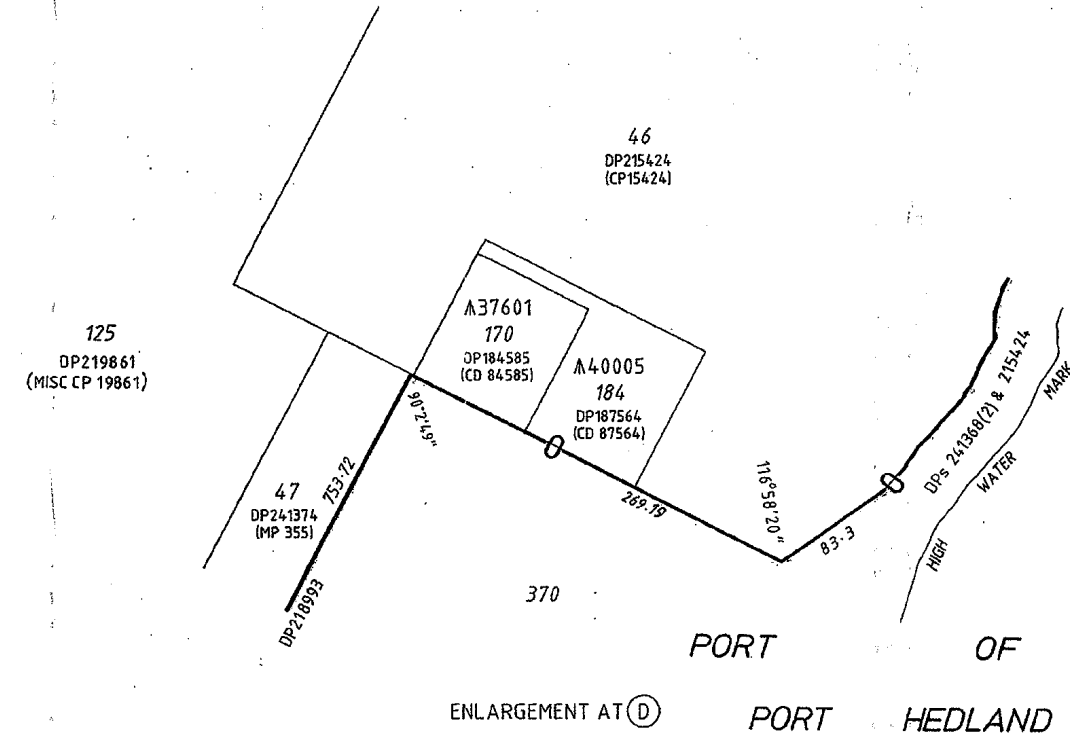 46
DP215424
(CP15424)
125
DP219861
(MISC CP 19861)
⩚37601
170
DP184585
(CD 84585)
⩚40005
184
DP187564
(CD 87564)
90°2'49"
753·72
47
DP241374
(MP 355)
DP218993
269.19
116°58'20"
83·3
DPs 241368(2) & 215424
HIGH WATER MARK
370
PORT OF
PORT HEDLAND
ENLARGEMENT AT D